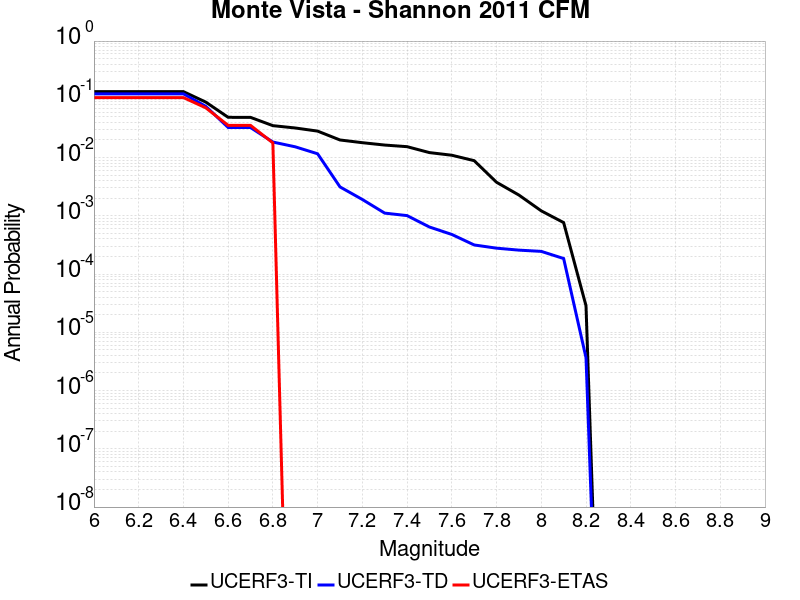 Monte Vista - Shannon 2011 CFM
10^0
10^-1
10^-2
10^-3
10^-4
10^-5
10^-6
10^-7
10^-8
Annual Probability
6 6.2 6.4 6.6 6.8 7 7.2 7.4 7.6 7.8 8 8.2 8.4 8.6 8.8 9
Magnitude
UCERF3-TI UCERF3-TD UCERF3-ETAS